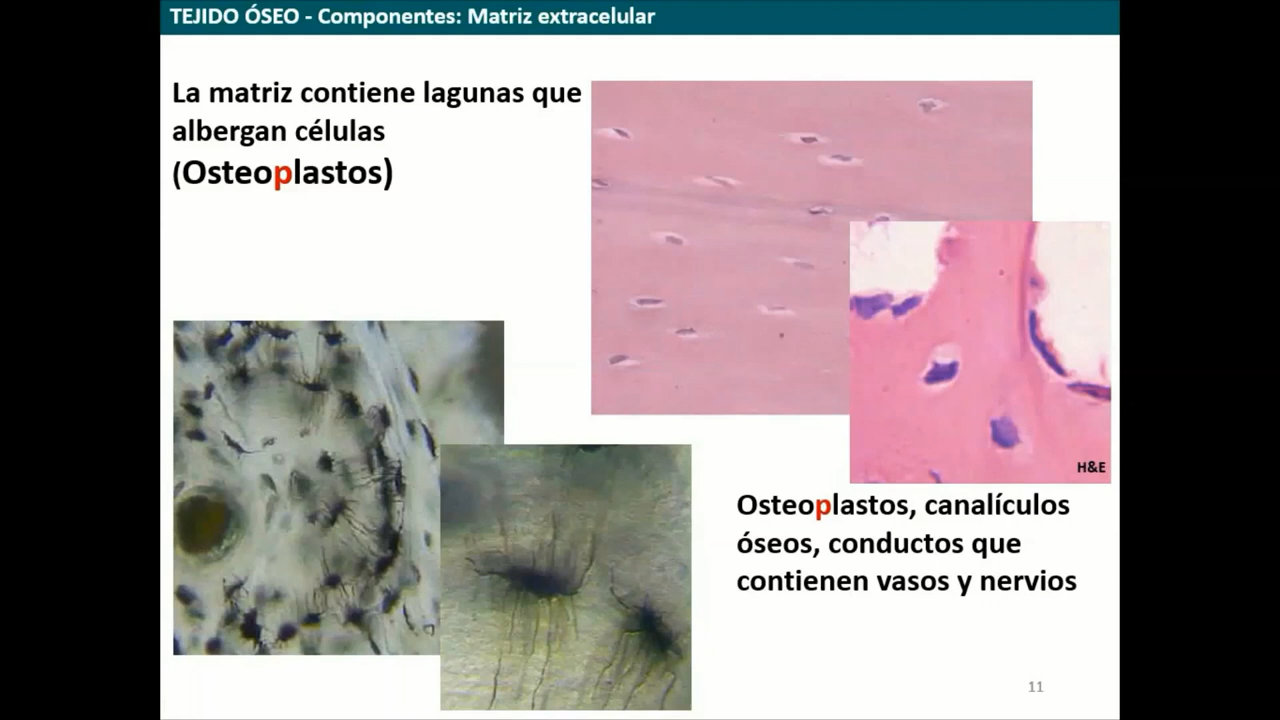 TEJIDO ÓSEO - Componentes: Matriz extracelular
La matriz contiene lagunas que
albergan células
(Osteoplastos)
H&E
Osteoplastos, canalículos
óseos, conductos que
contienen vasos y nervios
11